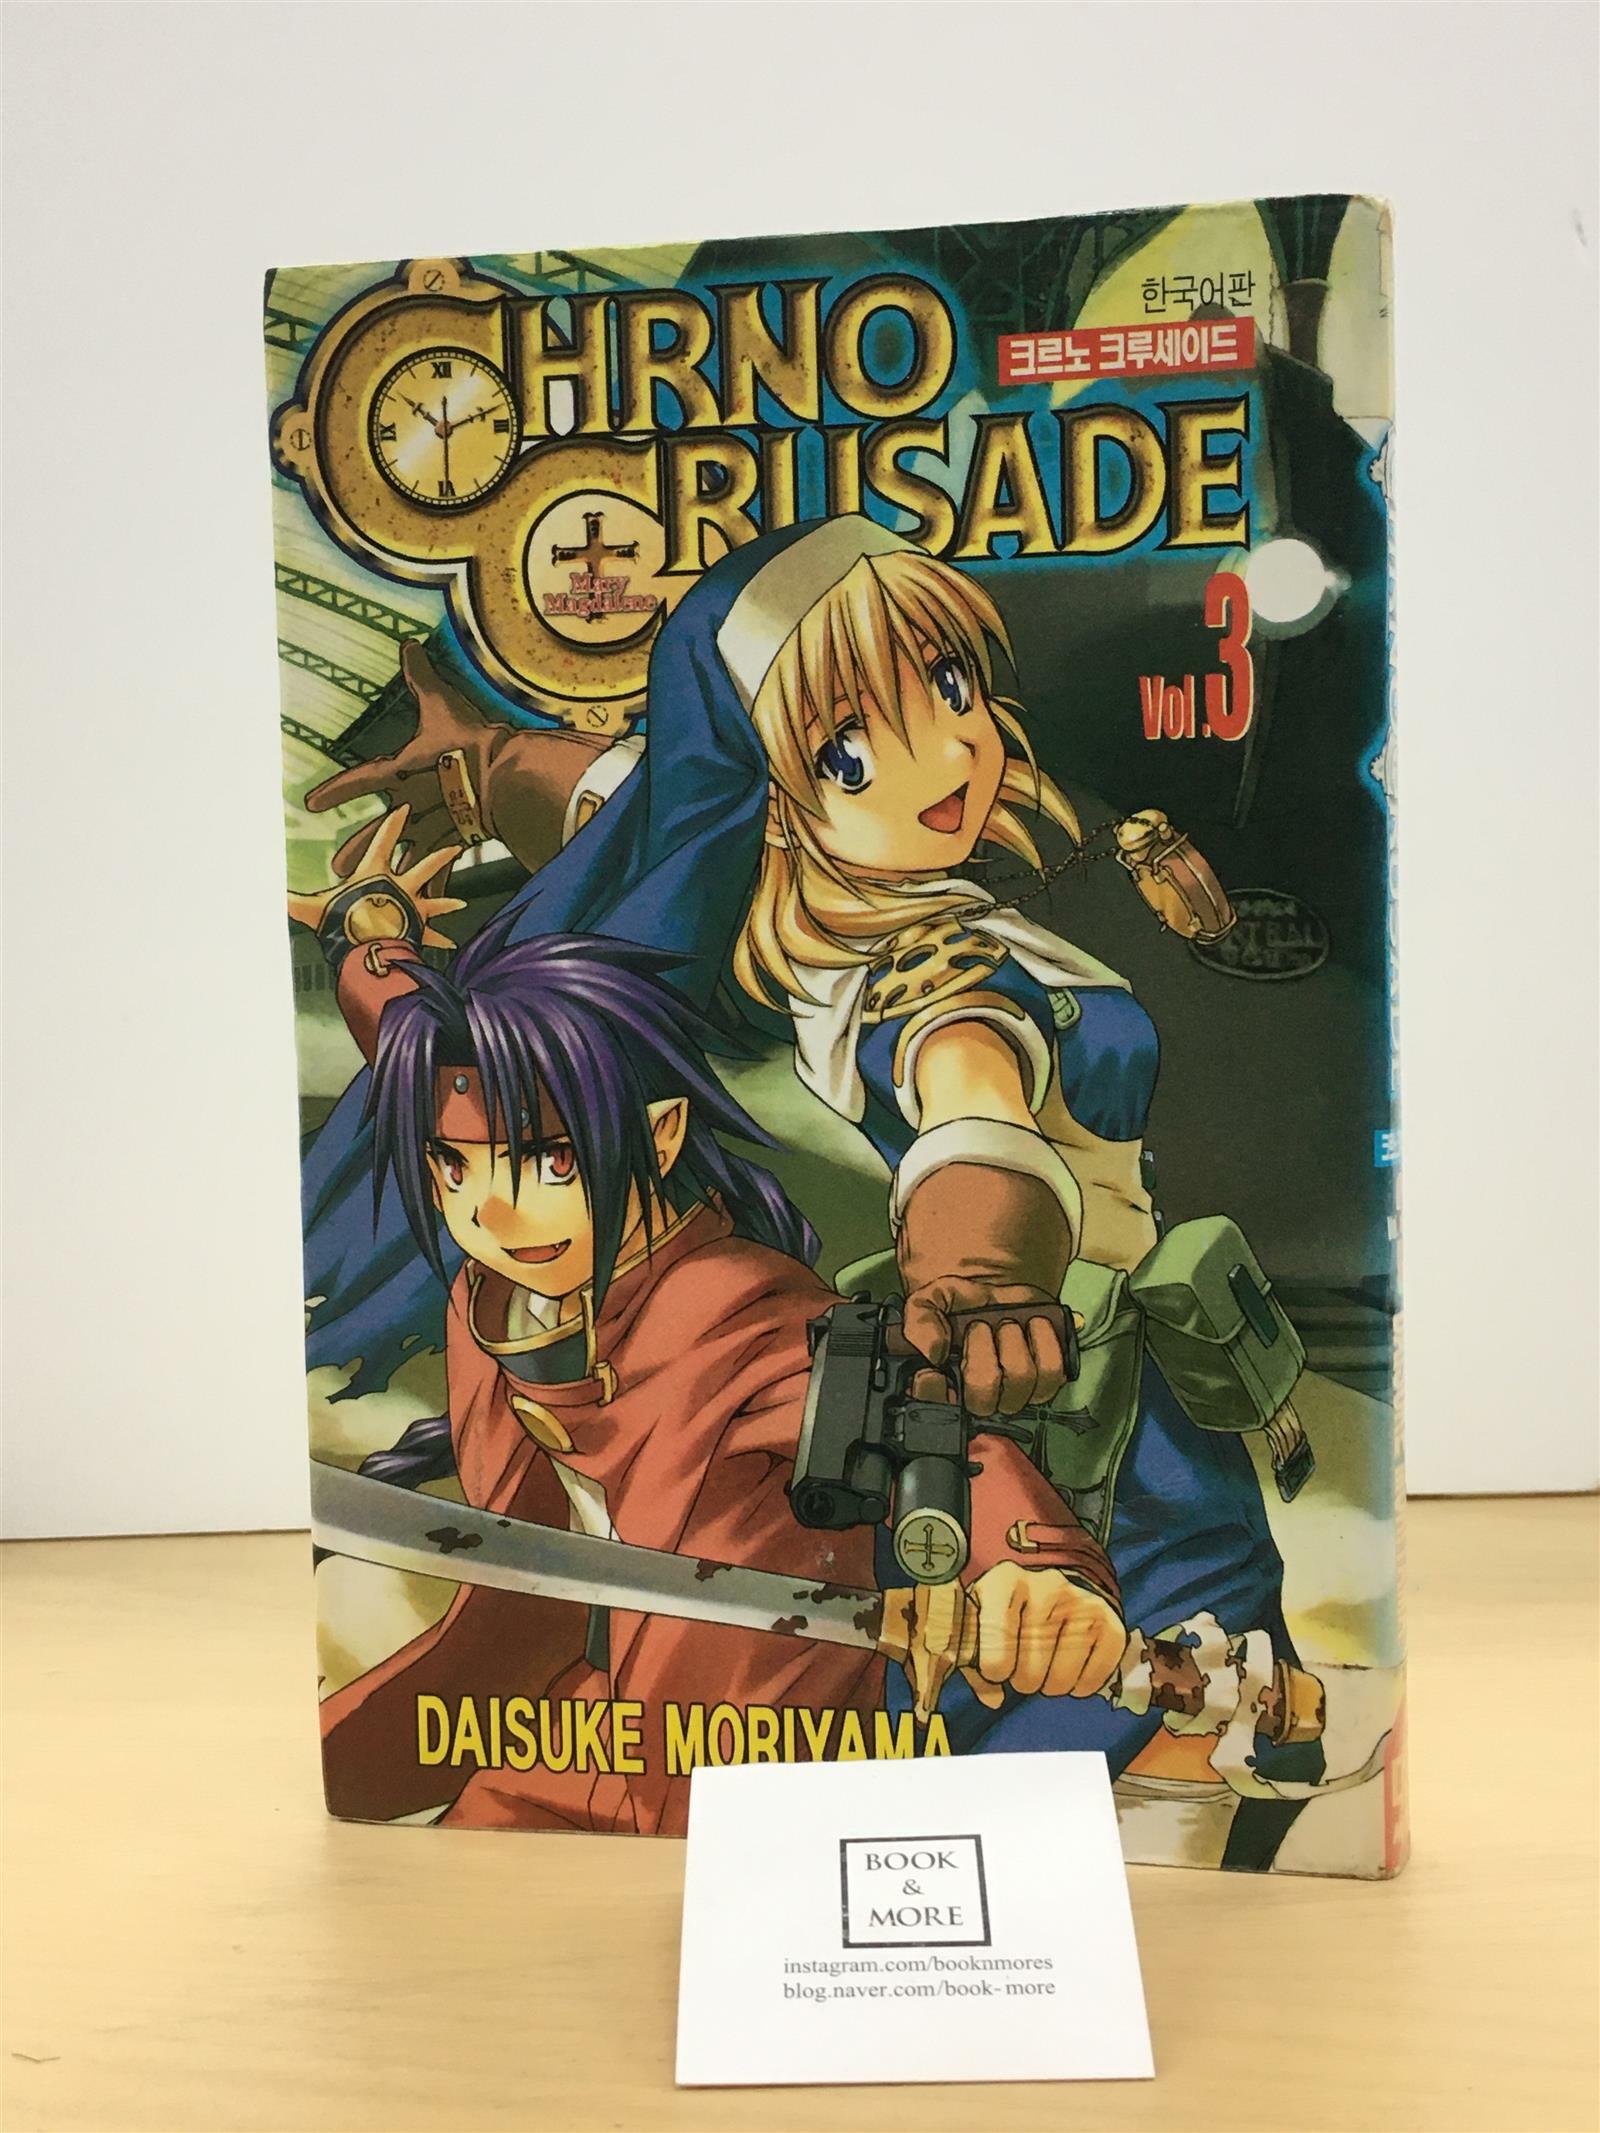 한국어판
CHRNO
크르노 크루세이드
CRUSADE
Mary
Magdalene
Vol.3
DAISUKE MORIYAMA
BOOK
&
MORE
instagram.com/booknmores
blog.naver.com/book-more